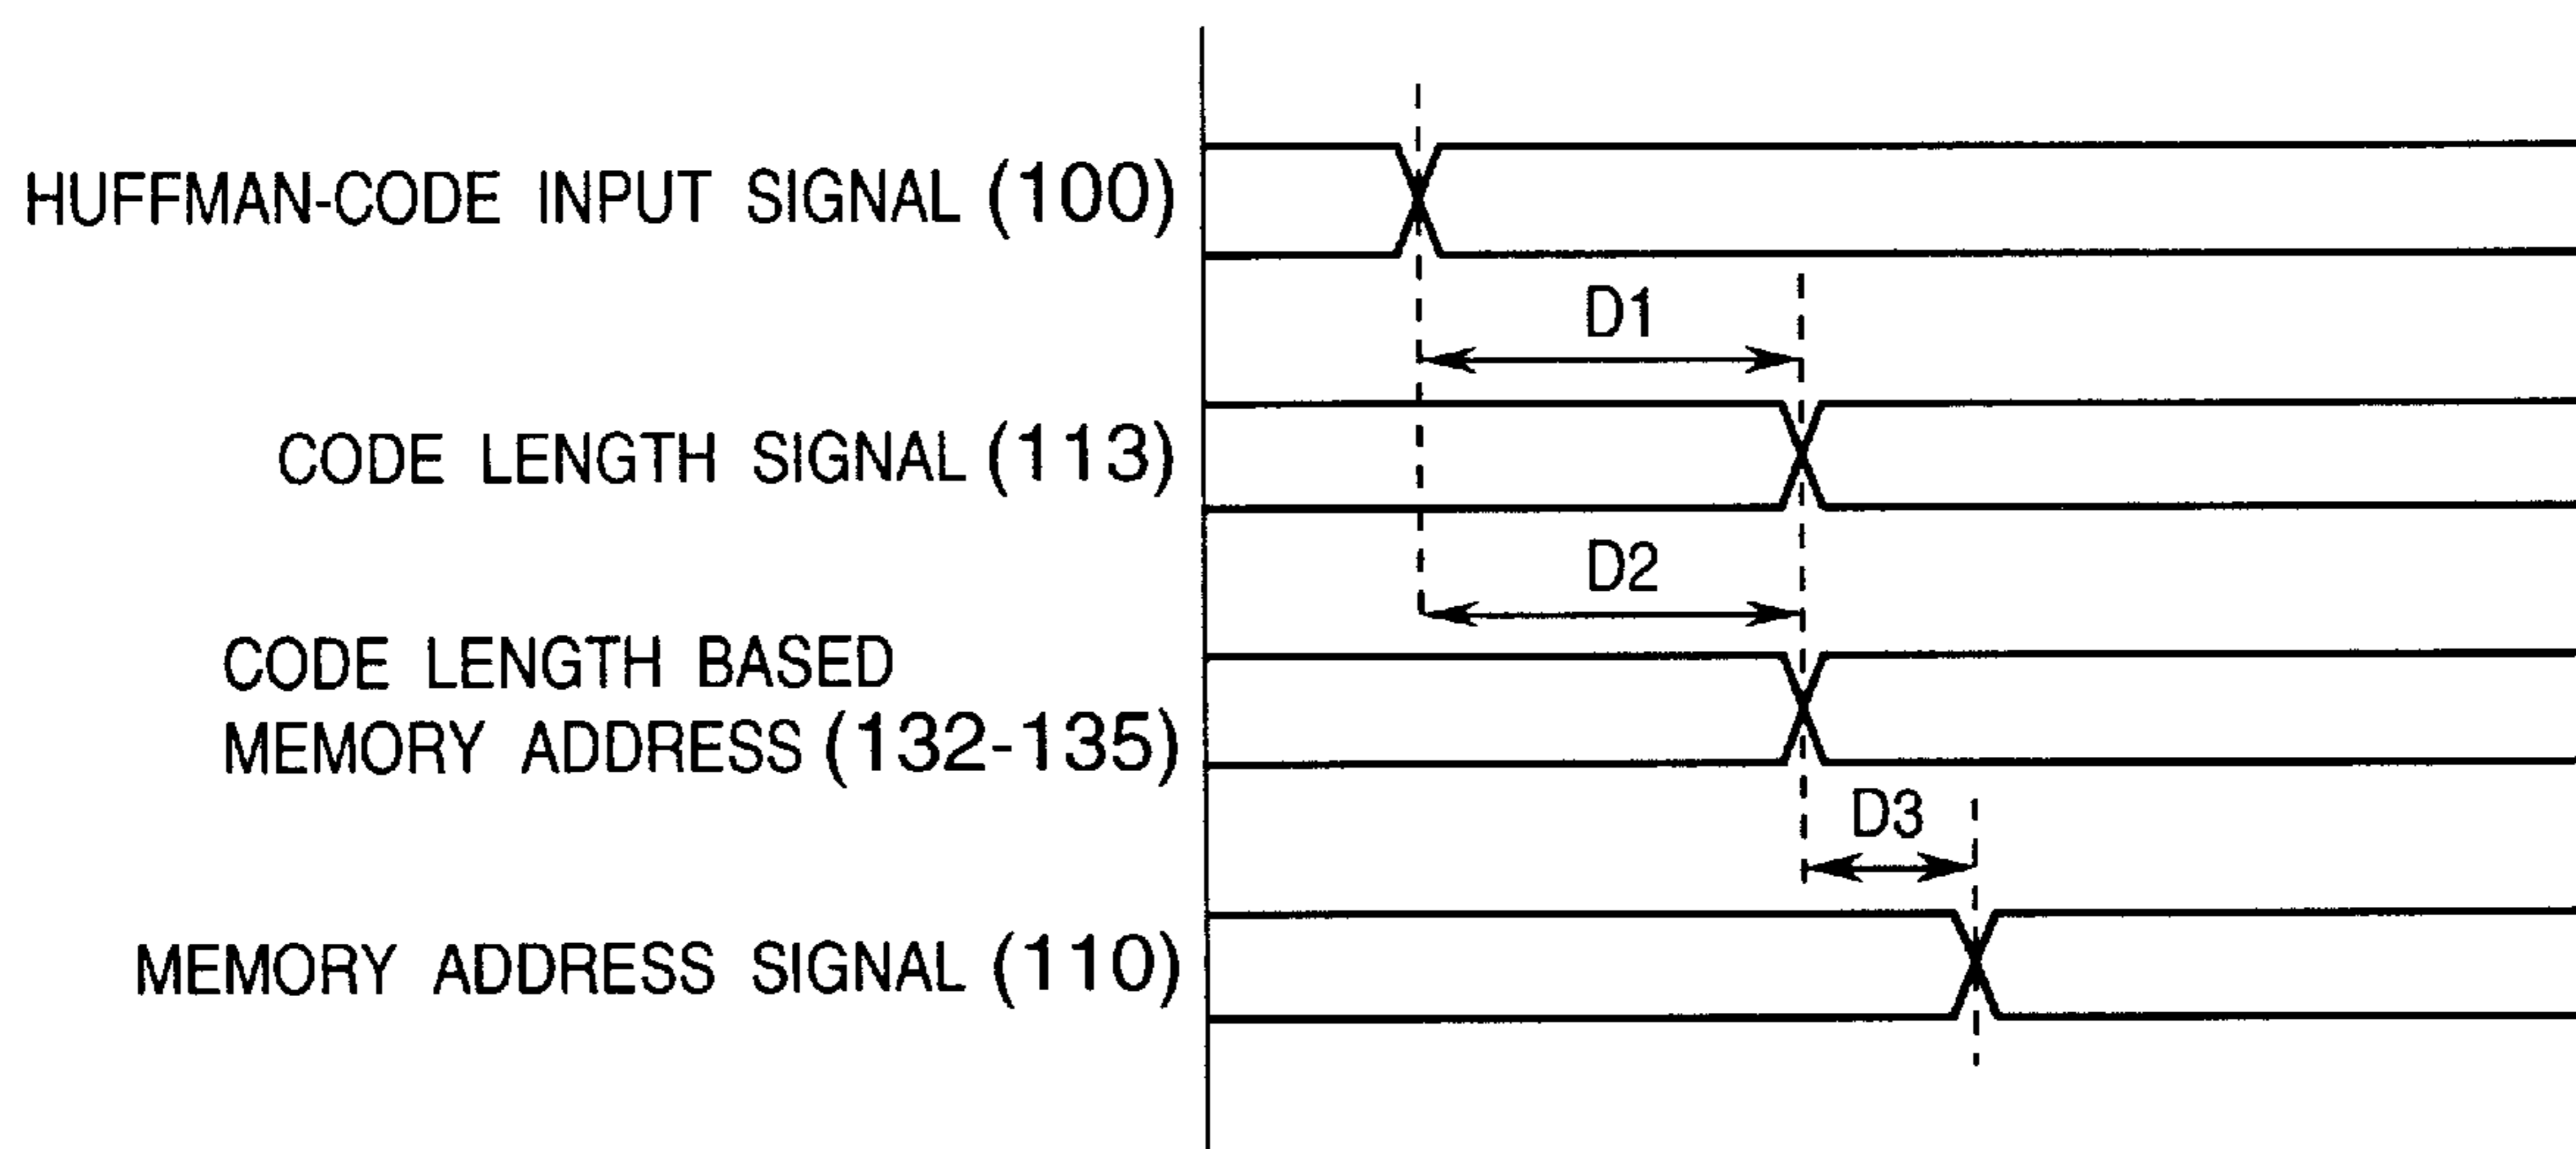 HUFFMAN-CODE INPUT SIGNAL (100)
D1
CODE LENGTH SIGNAL (113)
D2
CODE LENGTH BASED
MEMORY ADDRESS (132-135)
D3
MEMORY ADDRESS SIGNAL (110)